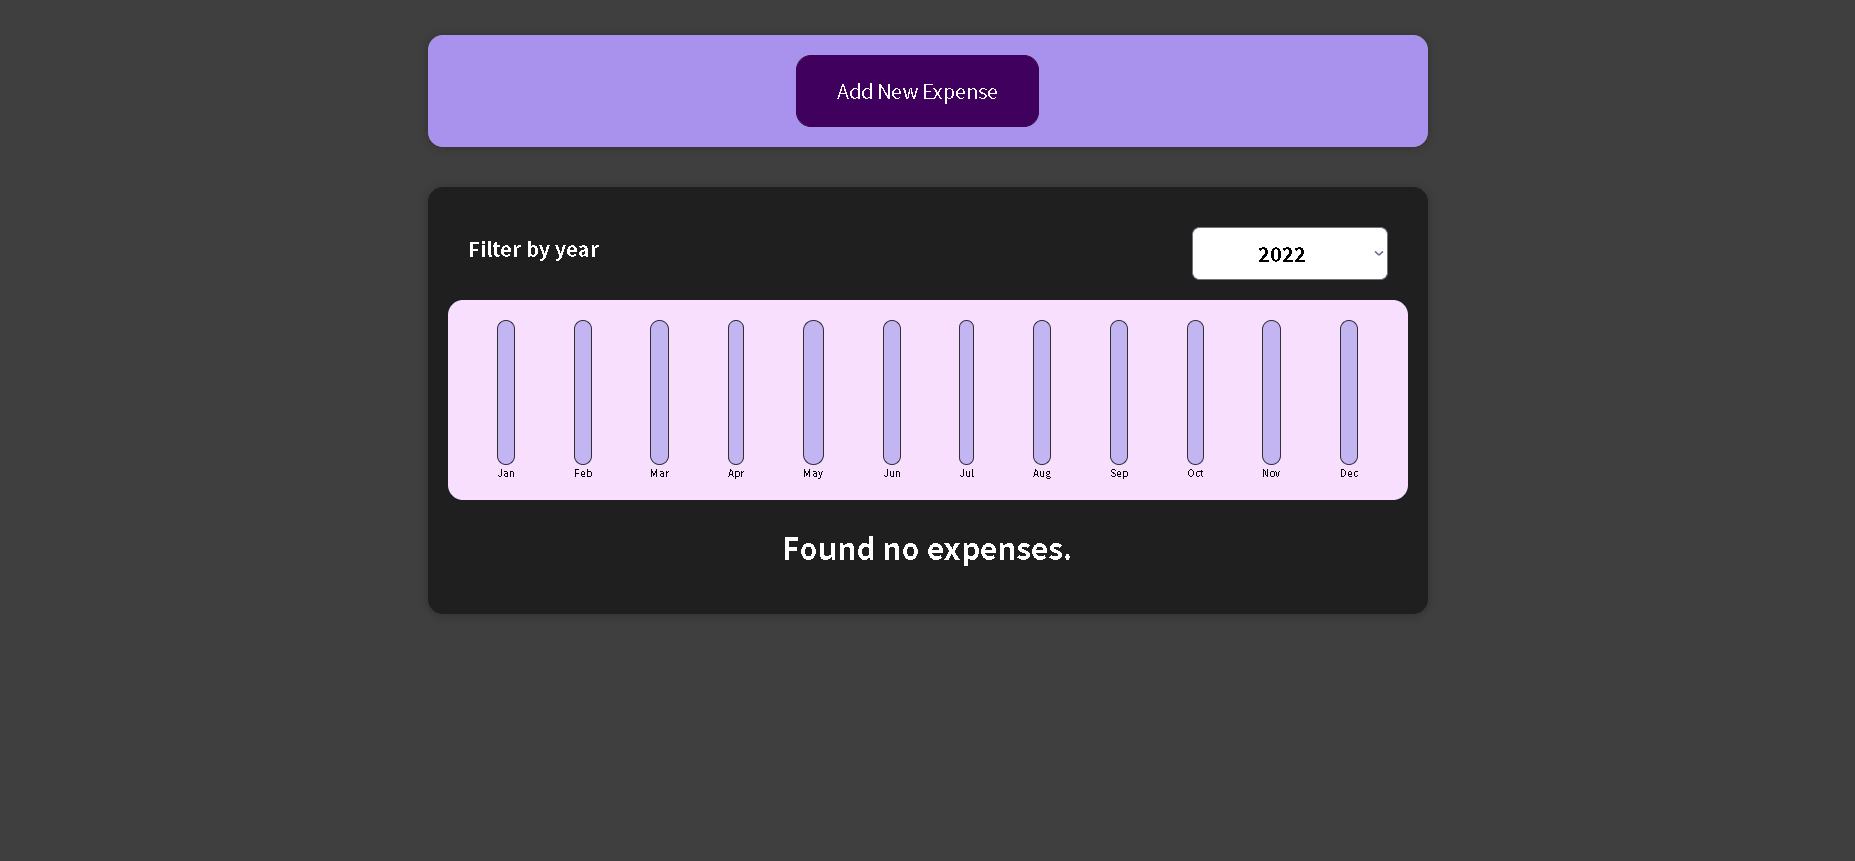 Add New Expense
Filter by year
2022
Jan Feb Mar Apr May Jun Jul Aug Sep Oct Nov Dec
Found no expenses.